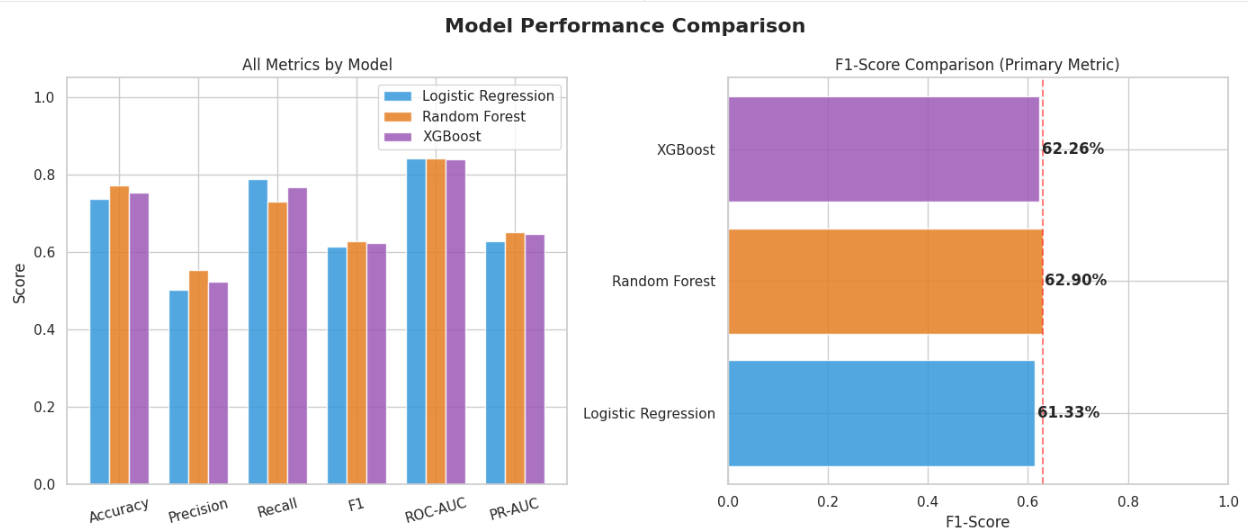 Model Performance Comparison
All Metrics by Model
1.0
0.8
0.6
0.4
0.2
0.0
Score
Logistic Regression
Random Forest
XGBoost
Accuracy
Precision
Recall
F1
ROC-AUC
PR-AUC
F1-Score Comparison (Primary Metric)
XGBoost
62.26%
Random Forest
62.90%
Logistic Regression
61.33%
0.0
0.2
0.4
0.6
0.8
1.0
F1-Score